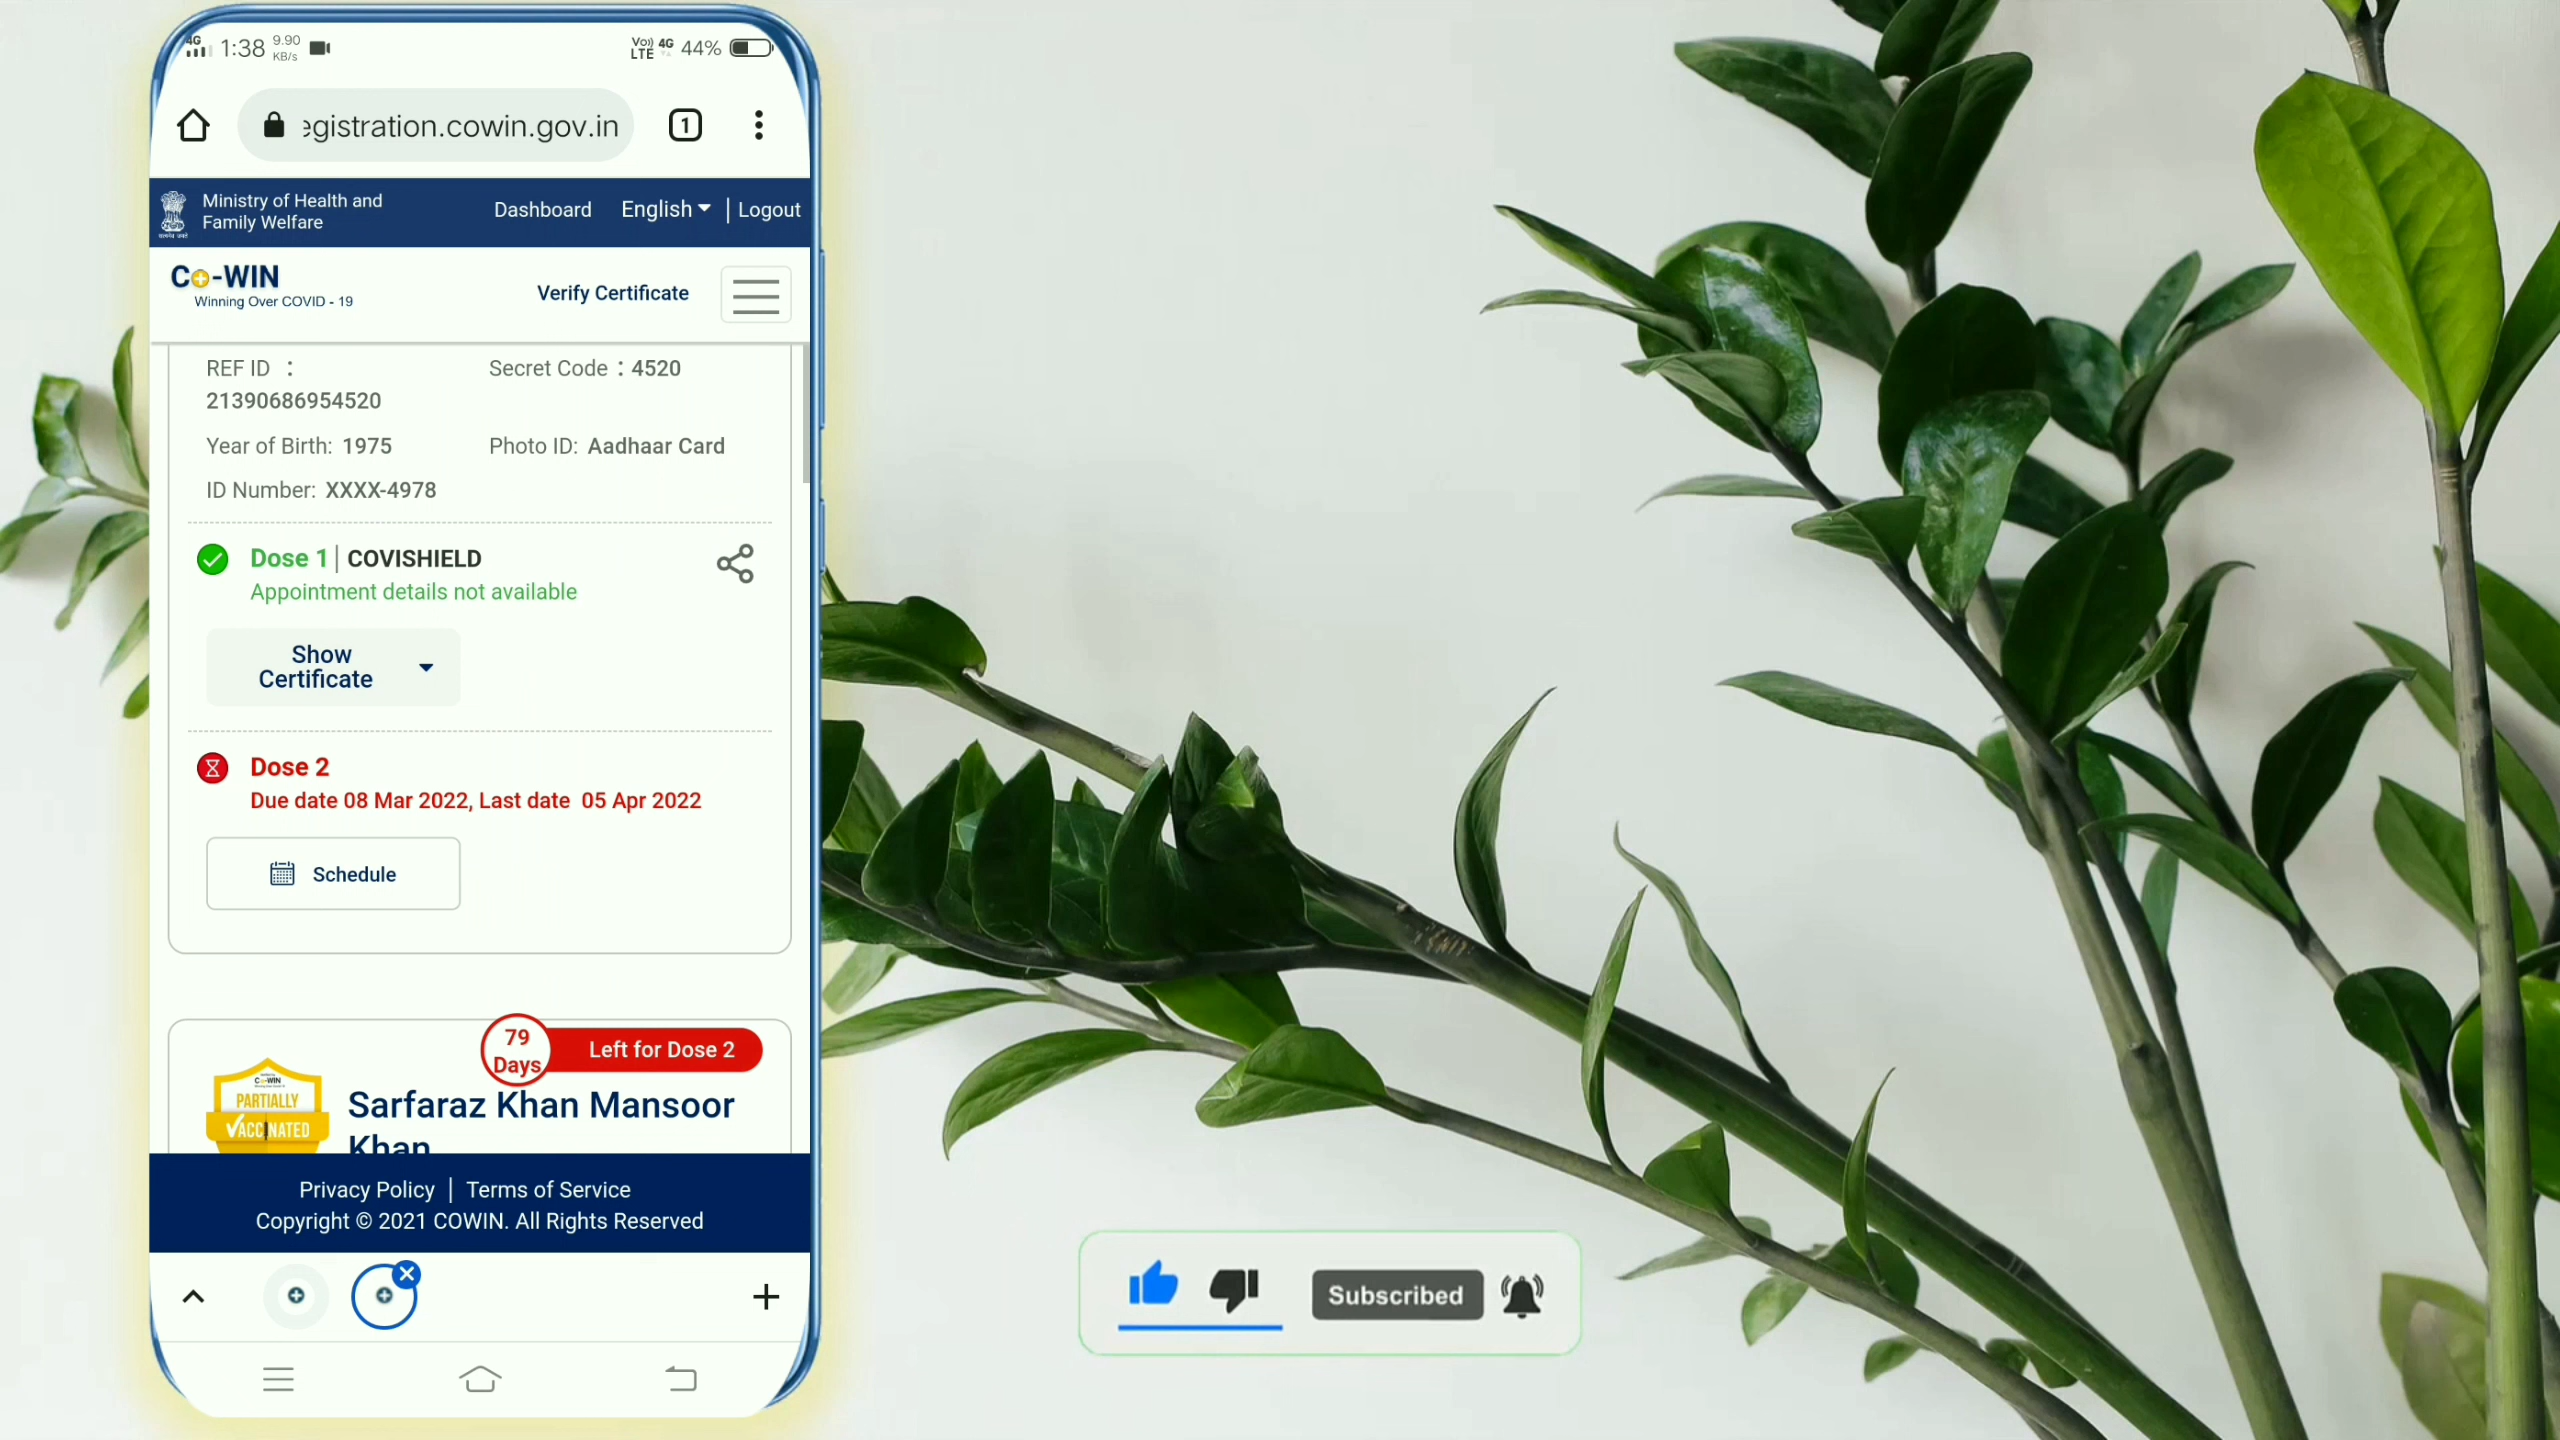 4G 1:38 9.90 KB/s Vo)) LTE 4G 44%
egistration.cowin.gov.in 1
Ministry of Health and
Family Welfare
Dashboard English | Logout
Co-WIN
Winning Over COVID - 19
Verify Certificate
REF ID : Secret Code : 4520
21390686954520
Year of Birth: 1975 Photo ID: Aadhaar Card
ID Number: XXXX-4978
Dose 1 | COVISHIELD
Appointment details not available
Show
Certificate
Dose 2
Due date 08 Mar 2022, Last date 05 Apr 2022
Schedule
79
Days
Left for Dose 2
Co-WIN
PARTIALLY
VACCINATED
Sarfaraz Khan Mansoor
Khan
Privacy Policy | Terms of Service
Copyright © 2021 COWIN. All Rights Reserved
Subscribed